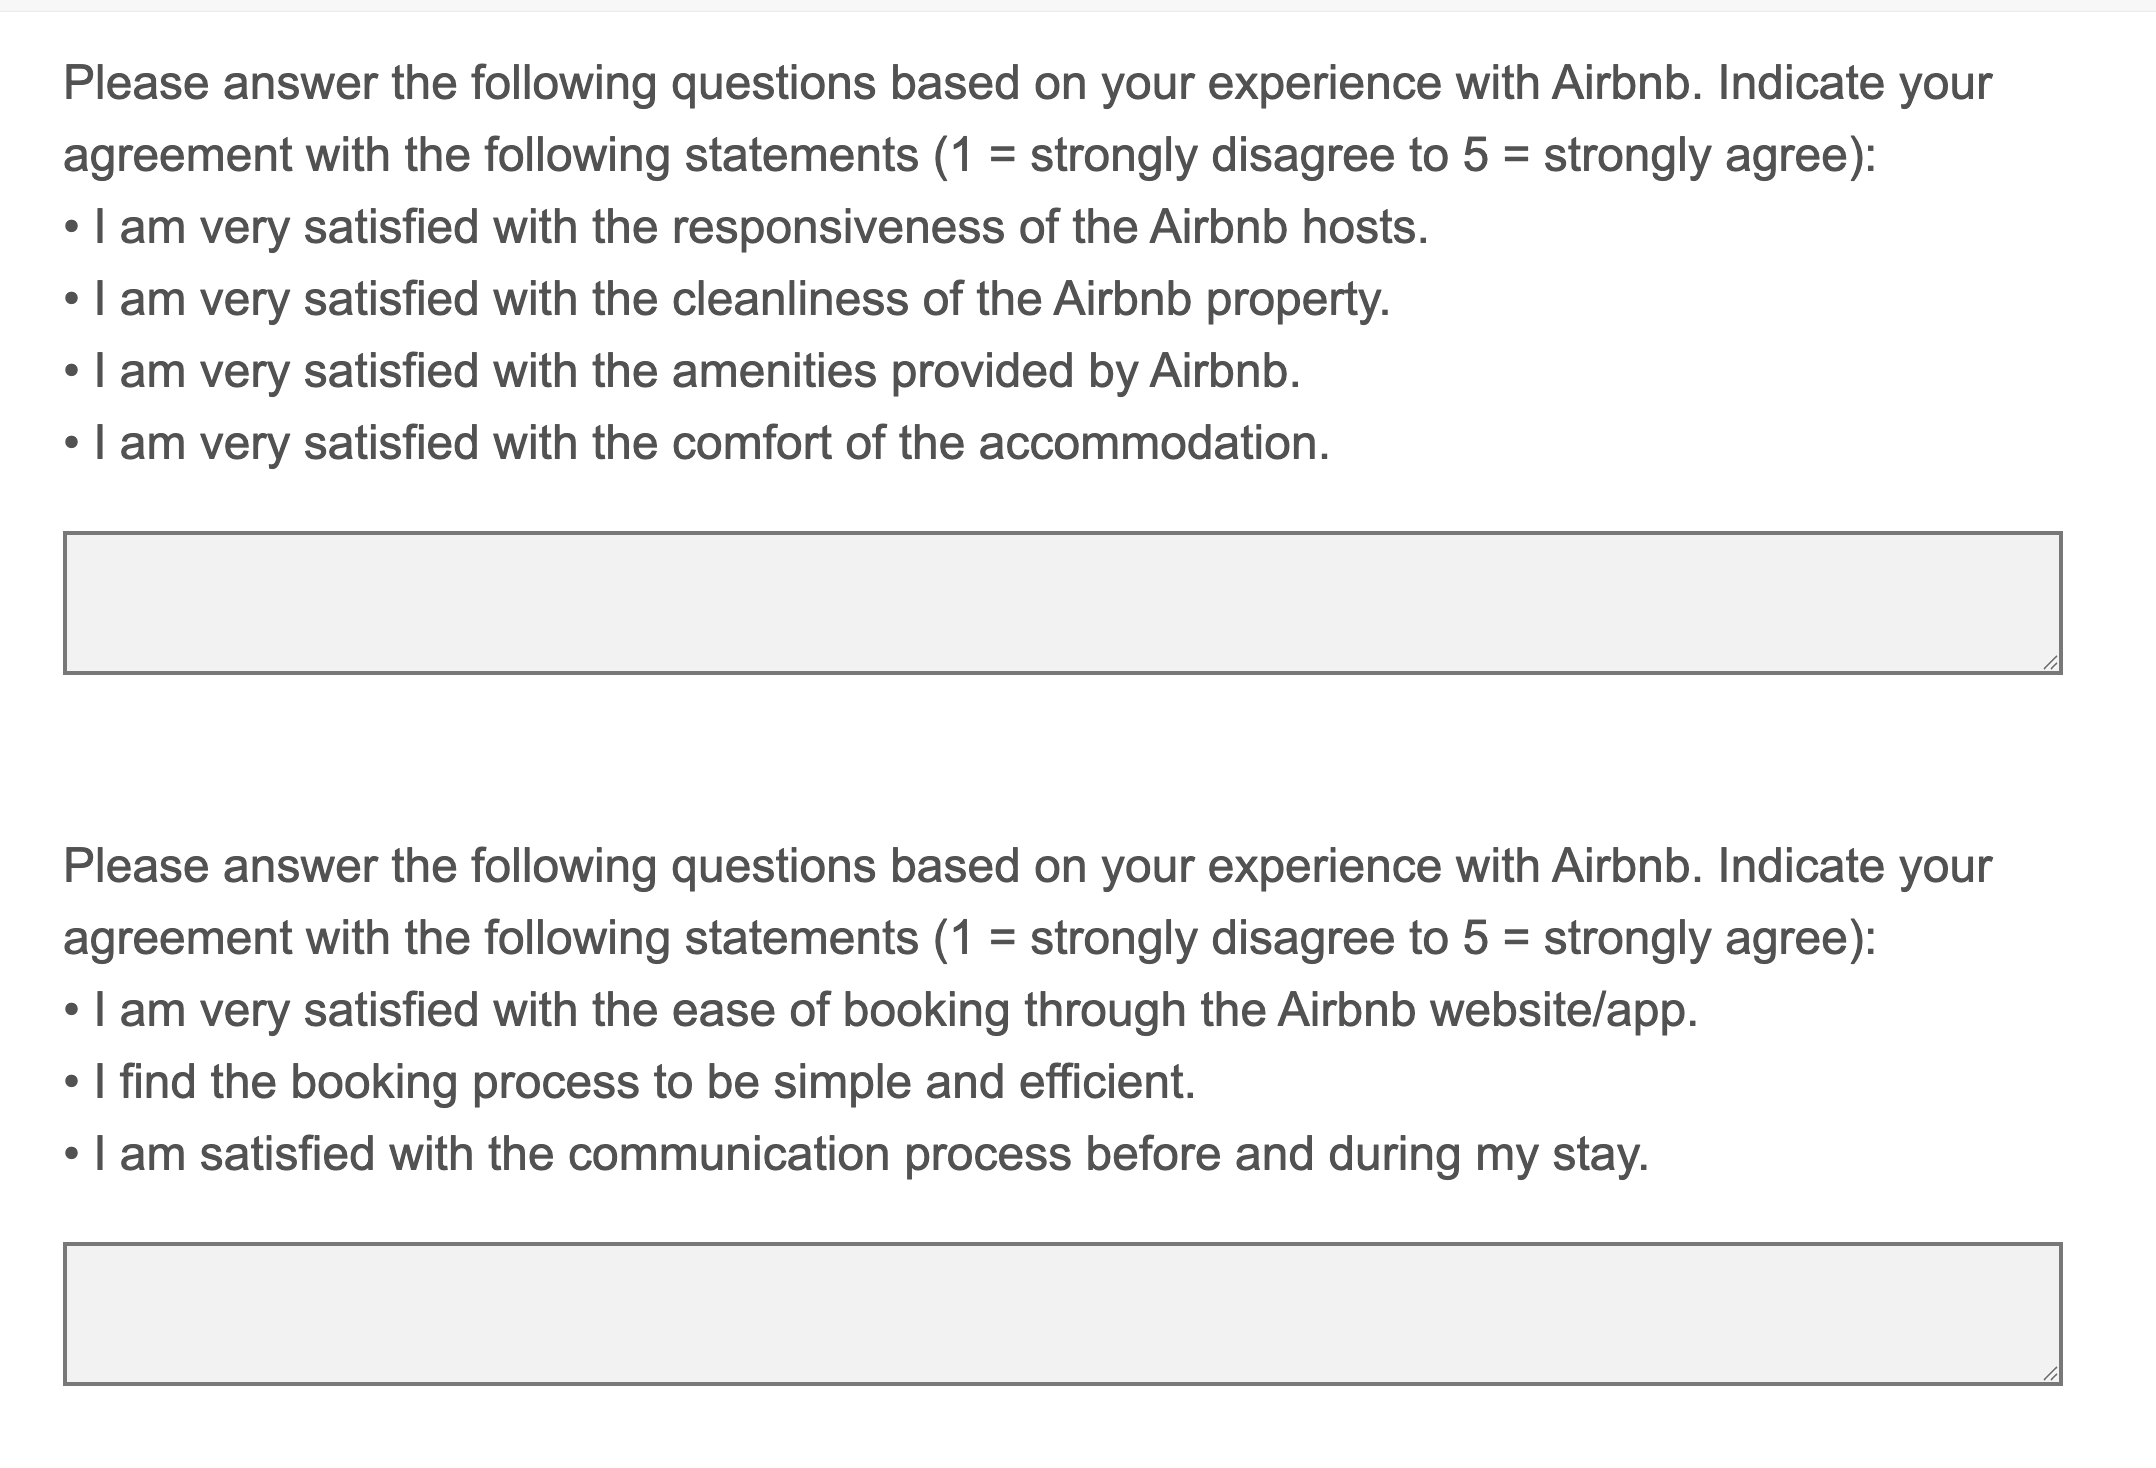 Please answer the following questions based on your experience with Airbnb. Indicate your
agreement with the following statements (1 = strongly disagree to 5 = strongly agree):
• I am very satisfied with the responsiveness of the Airbnb hosts.
• I am very satisfied with the cleanliness of the Airbnb property.
• I am very satisfied with the amenities provided by Airbnb.
• I am very satisfied with the comfort of the accommodation.
Please answer the following questions based on your experience with Airbnb. Indicate your
agreement with the following statements (1 = strongly disagree to 5 = strongly agree):
• I am very satisfied with the ease of booking through the Airbnb website/app.
• I find the booking process to be simple and efficient.
• I am satisfied with the communication process before and during my stay.